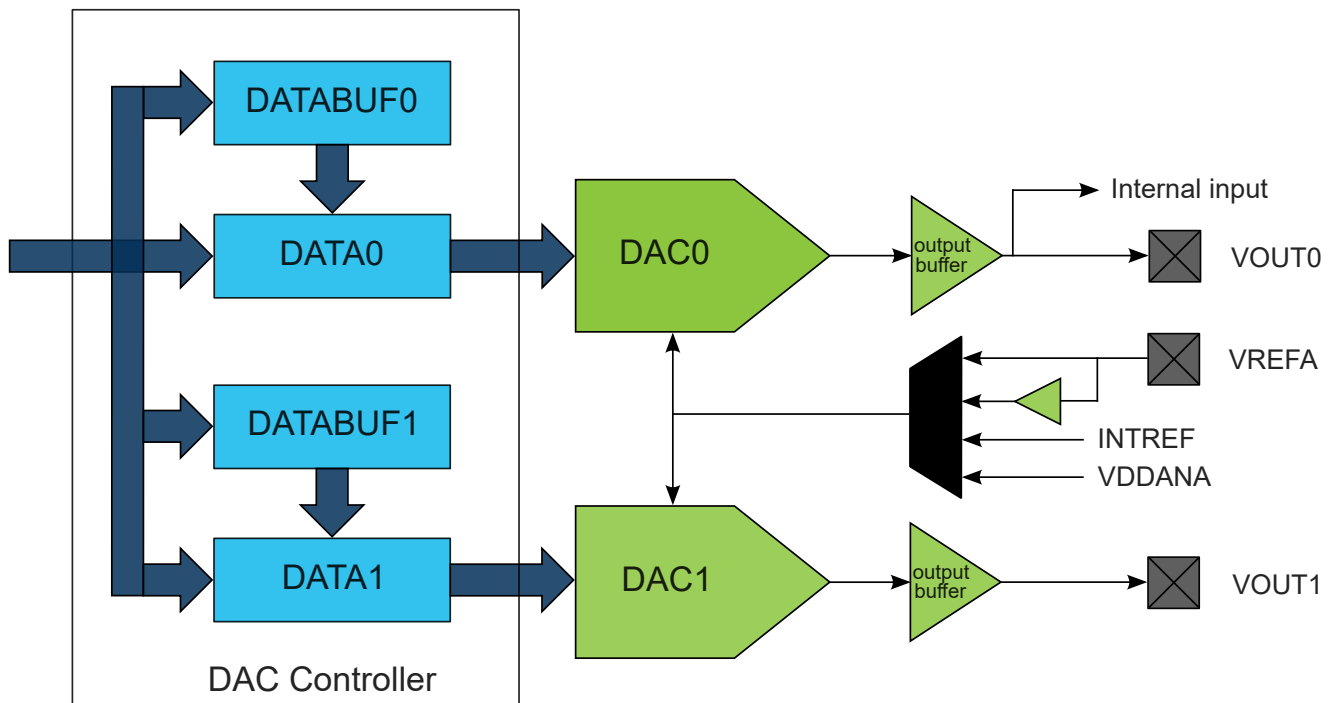 DATABUF0
DATA0
DAC0
output
buffer
Internal input
VOUT0
VREFA
INTREF
VDDANA
DATABUF1
DATA1
DAC1
output
buffer
VOUT1
DAC Controller